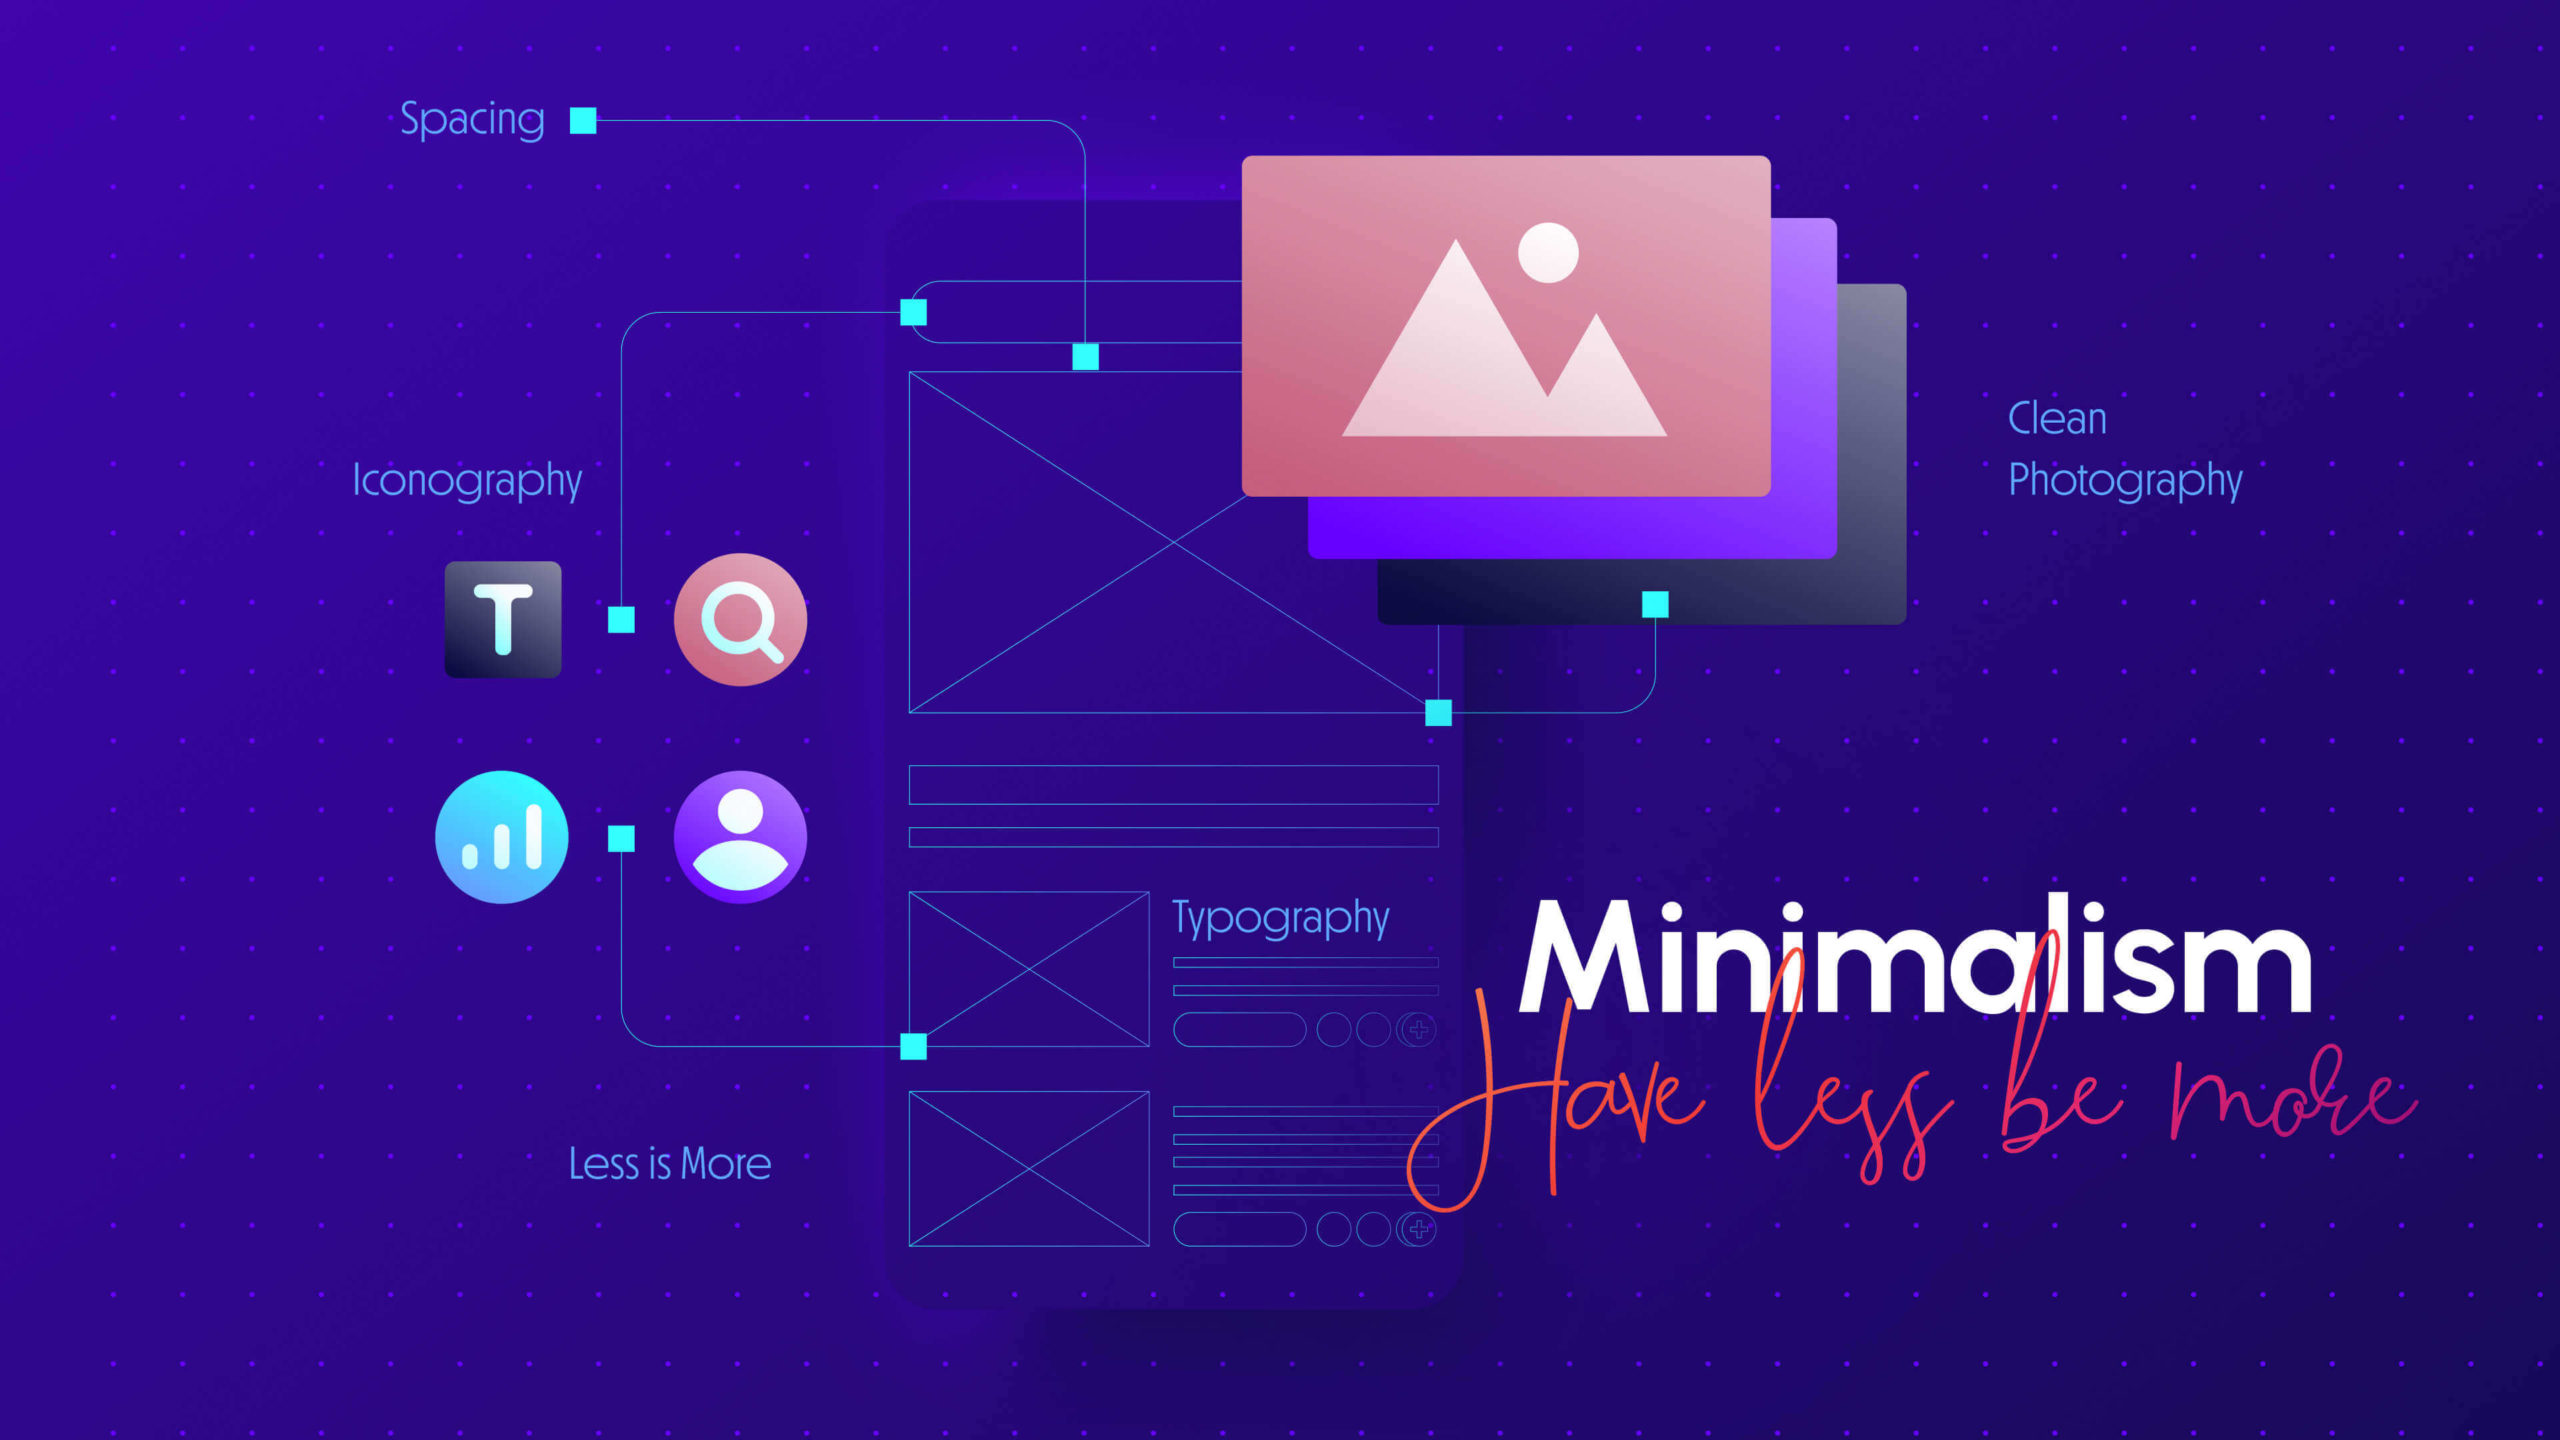 Spacing
Clean
Photography
Iconography
T
Typography
Minimalism
Have less be more
Less is More